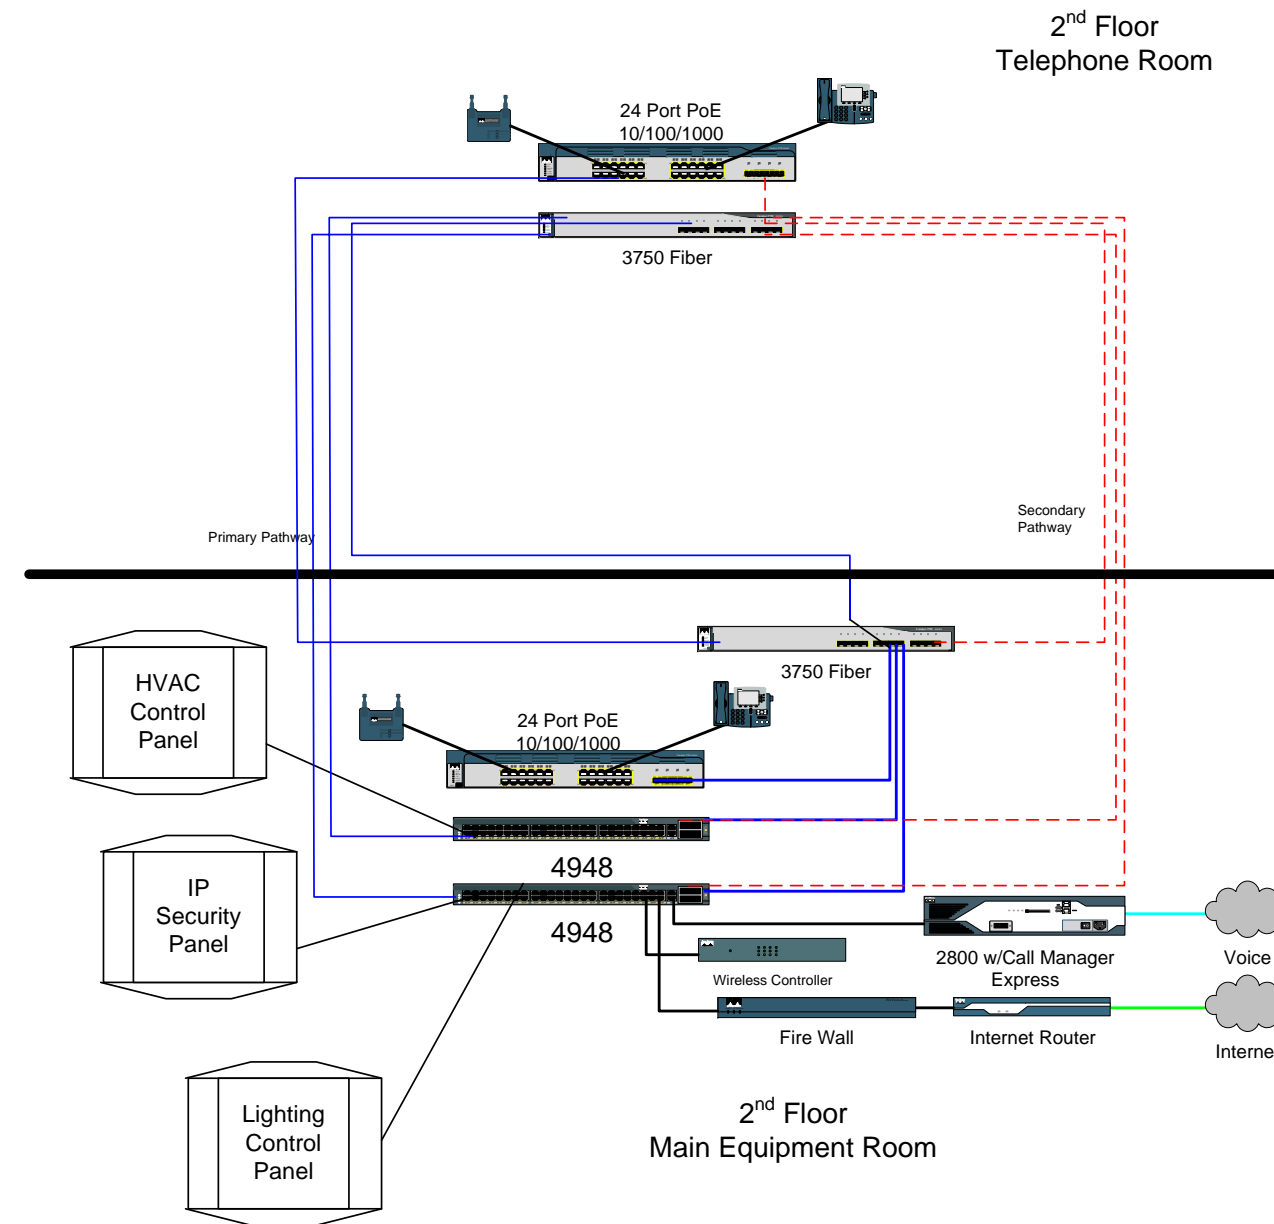 2nd Floor
Telephone Room
24 Port PoE
10/100/1000
3750 Fiber
Primary Pathway
Secondary
Pathway
3750 Fiber
HVAC
Control
Panel
24 Port PoE
10/100/1000
4948
IP
Security
Panel
4948
2800 w/Call Manager
Express
Voice
Wireless Controller
Fire Wall
Internet Router
Interne
Lighting
Control
Panel
2nd Floor
Main Equipment Room